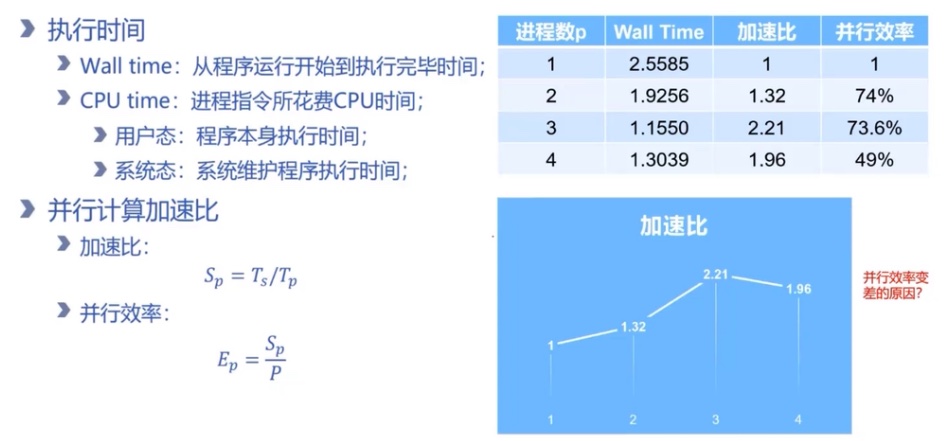 执行时间
Wall time：从程序运行开始到执行完毕时间；
CPU time：进程指令所花费CPU时间；
用户态：程序本身执行时间；
系统态：系统维护程序执行时间；
并行计算加速比
加速比：
Sp = Ts/Tp
并行效率：
Ep = Sp/P
进程数p Wall Time 加速比 并行效率
1 2.5585 1 1
2 1.9256 1.32 74%
3 1.1550 2.21 73.6%
4 1.3039 1.96 49%
加速比
1 1.32 2.21 1.96
1 2 3 4
并行效率变
差的原因？